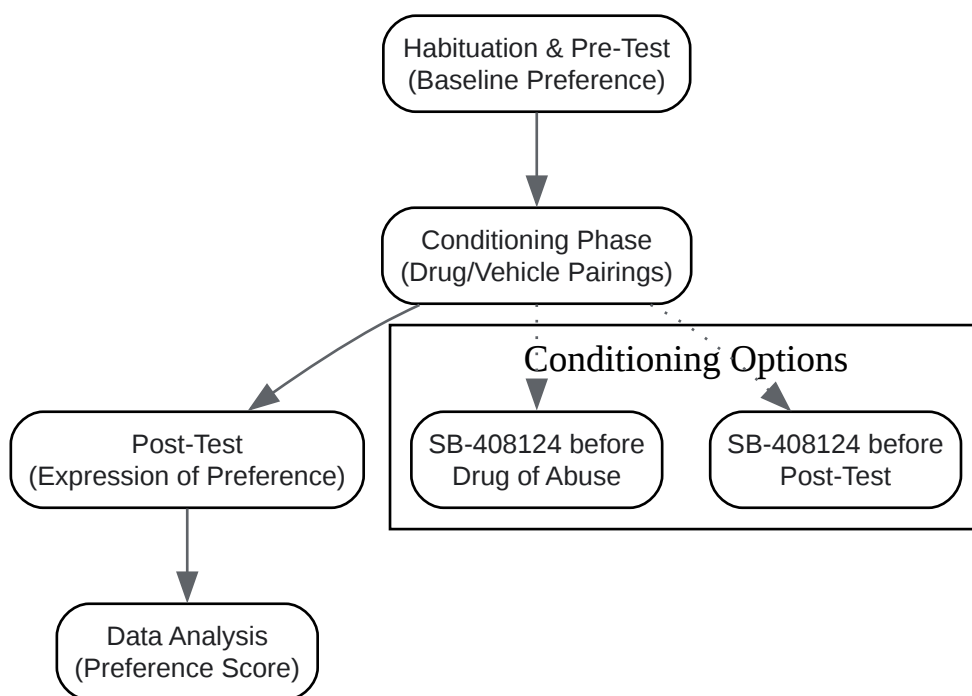 Habituation & Pre-Test
(Baseline Preference)
Conditioning Phase
(Drug/Vehicle Pairings)
Conditioning Options
Post-Test
(Expression of Preference)
SB-408124 before
Drug of Abuse
SB-408124 before
Post-Test
Data Analysis
(Preference Score)